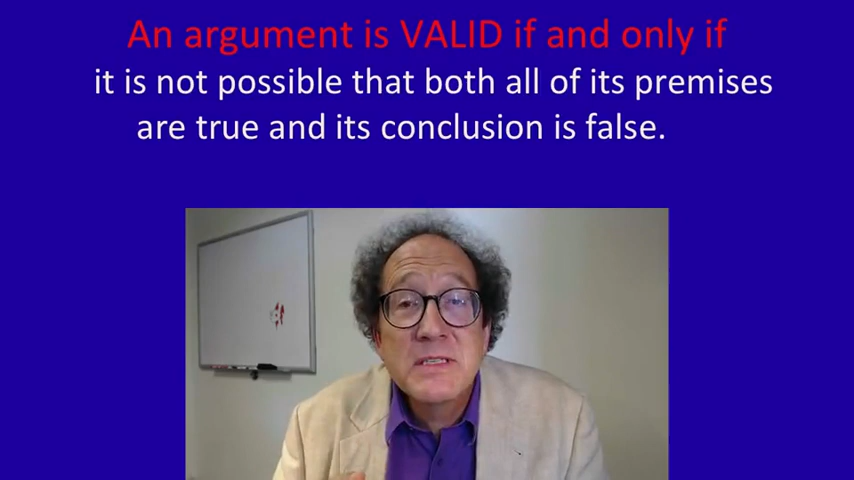 An argument is VALID if and only if
it is not possible that both all of its premises
are true and its conclusion is false.